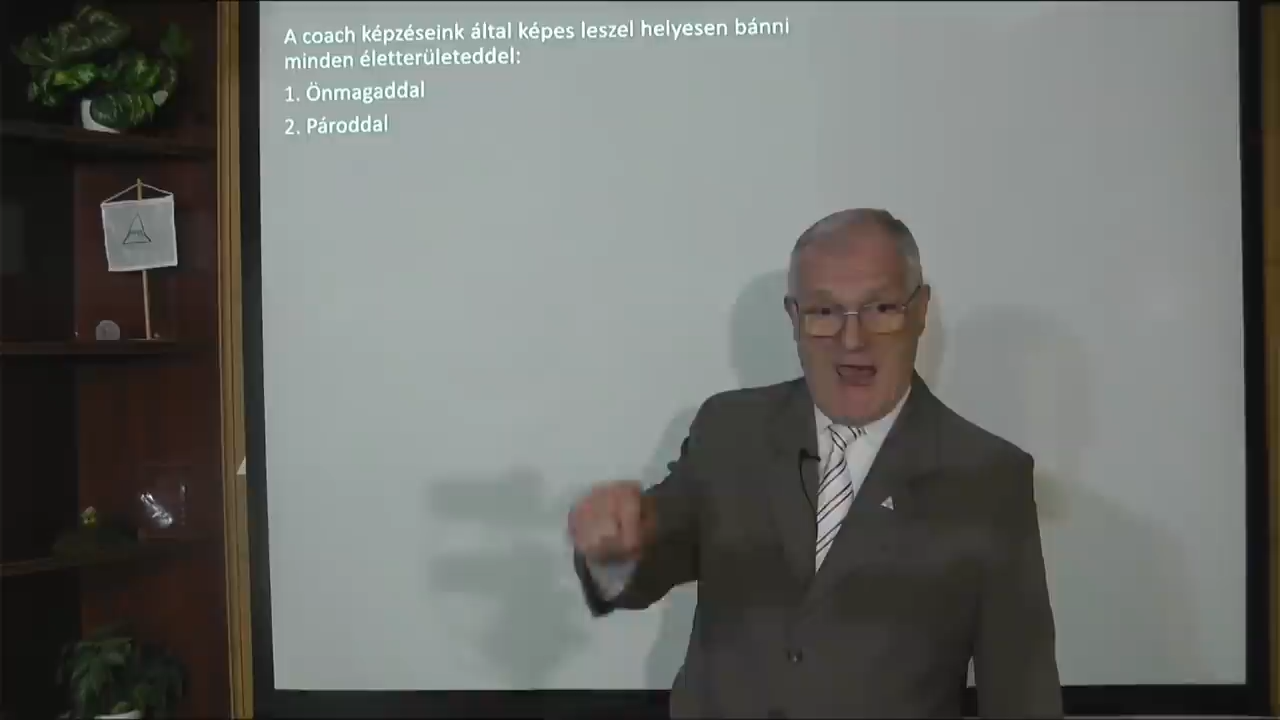 A coach képzéseink által képes leszel helyesen bánni
minden életterületeddel:
1. Önmagaddal
2. Pároddal